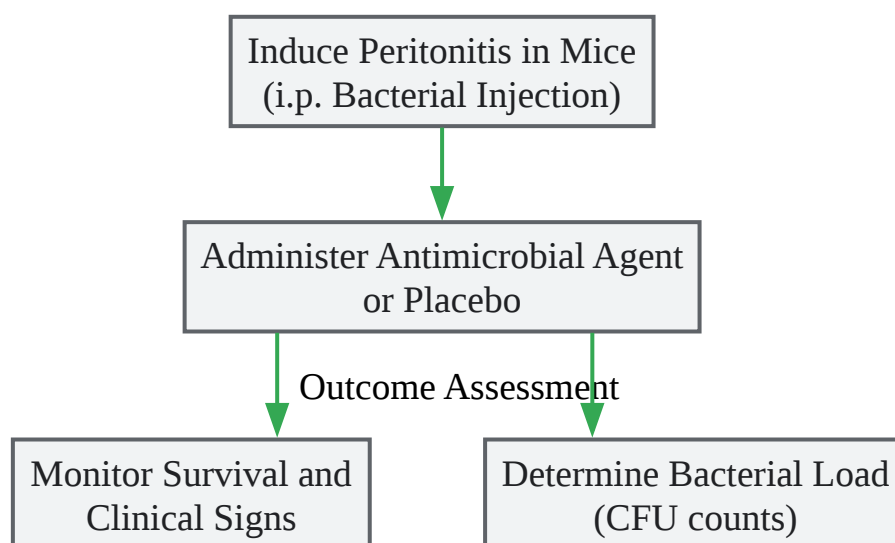 Induce Peritonitis in Mice
(i.p. Bacterial Injection)
Administer Antimicrobial Agent
or Placebo
Outcome Assessment
Monitor Survival and
Clinical Signs
Determine Bacterial Load
(CFU counts)